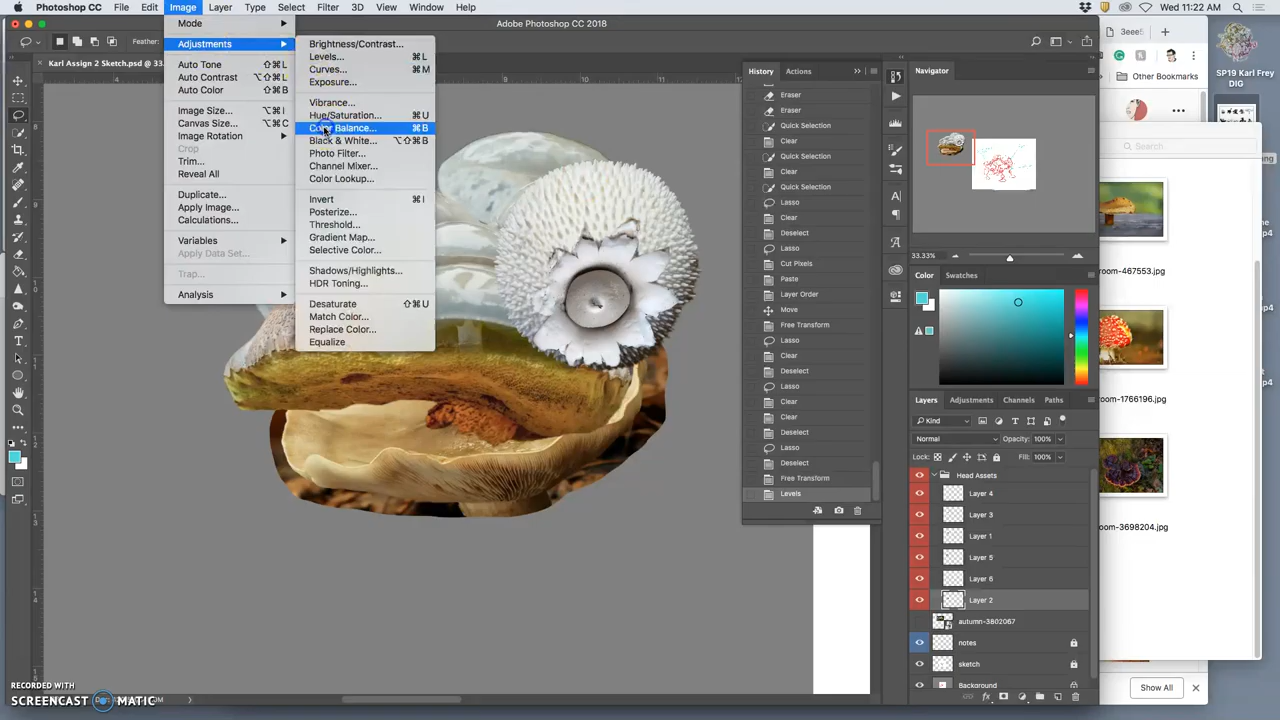 Photoshop CC File Edit Image Layer Type Select Filter 3D View Window Help Wed 11:22 AM
Adobe Photoshop CC 2018
Feather:
Karl Assign 2 Sketch.psd @ 33.
Mode
Adjustments
Auto Tone ⇧⌘L
Auto Contrast ⌥⇧⌘L
Auto Color ⇧⌘B
Image Size... ⌥⌘I
Canvas Size... ⌥⌘C
Image Rotation
Crop
Trim...
Reveal All
Duplicate...
Apply Image...
Calculations...
Variables
Apply Data Set...
Trap...
Analysis
Brightness/Contrast...
Levels... ⌘L
Curves... ⌘M
Exposure...
Vibrance...
Hue/Saturation... ⌘U
Color Balance... ⌘B
Black & White... ⌥⇧⌘B
Photo Filter...
Channel Mixer...
Color Lookup...
Invert ⌘I
Posterize...
Threshold...
Gradient Map...
Selective Color...
Shadows/Highlights...
HDR Toning...
Desaturate ⇧⌘U
Match Color...
Replace Color...
Equalize
4 9 10 11
History Actions
Eraser
Eraser
Quick Selection
Clear
Quick Selection
Clear
Quick Selection
Lasso
Clear
Deselect
Lasso
Cut Pixels
Paste
Layer Order
Move
Free Transform
Lasso
Clear
Deselect
Lasso
Clear
Clear
Deselect
Lasso
Deselect
Free Transform
Levels
Navigator
33.33%
Color Swatches
Layers Adjustments Channels Paths
Kind
Normal Opacity: 100%
Lock: Fill: 100%
Head Assets
Layer 4
Layer 3
Layer 1
Layer 5
Layer 6
Layer 2
autumn-3802067
notes
sketch
Background
3ee5
Other Bookmarks
Search
room-467553.jpg
room-1766196.jpg
room-3698204.jpg
Show All
SP19 Karl Frey
DIG
RECORDED WITH
SCREENCAST MATIC